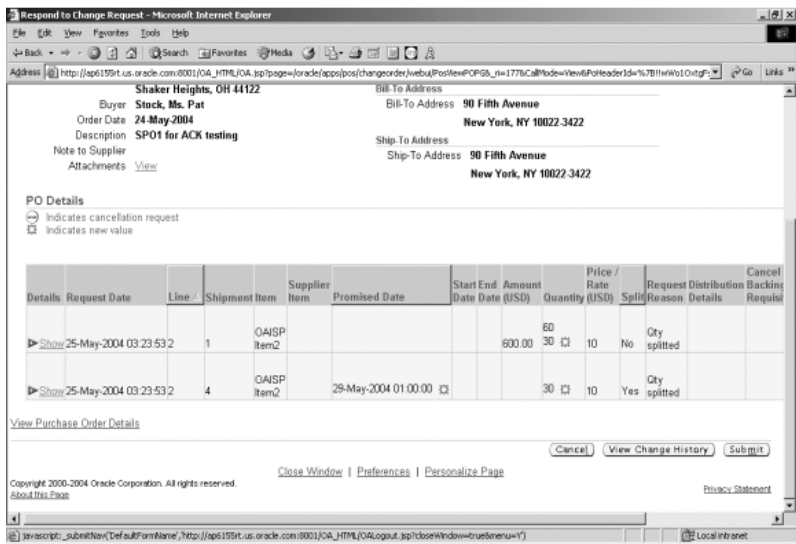 Respond to Change Request - Microsoft Internet Explorer
File Edit View Favorites Tools Help
Back Search Favorites Media
Address http://ap6155rt.us.oracle.com:8001/OA_HTML/OA.jsp?page=/oracle/apps/pos/changeorder/webui/PosViewPOPG&_ri=177&CallMode=View&PoHeaderId= Go Links »
Shaker Heights, OH 44122
Buyer Stock, Ms. Pat
Order Date 24-May-2004
Description SPO1 for ACK testing
Note to Supplier
Attachments View
Bill-To Address
Bill-To Address 90 Fifth Avenue
New York, NY 10022-3422
Ship-To Address
Ship-To Address 90 Fifth Avenue
New York, NY 10022-3422
PO Details
Indicates cancellation request
Indicates new value
Details Request Date Line Shipment Item Supplier Item Promised Date Start Date End Date Amount (USD) Quantity Price / Rate (USD) Split Request Reason Distribution Details Cancel Backing Requisi
Show 25-May-2004 03:23:53 2 1 OAISP Item2 600.00 60 30 10 No Qty splitted
Show 25-May-2004 03:23:53 2 4 OAISP Item2 29-May-2004 01:00:00 30 10 Yes Qty splitted
View Purchase Order Details
Cancel View Change History Submit
Close Window | Preferences | Personalize Page
Copyright 2000-2004 Oracle Corporation. All rights reserved.
About this Page
Privacy Statement
javascript:_submitNav('DefaultFormName','http://ap6155rt.us.oracle.com:8001/OA_HTML/OALogout.jsp?closeWindow=true&menu=Y')
Local intranet